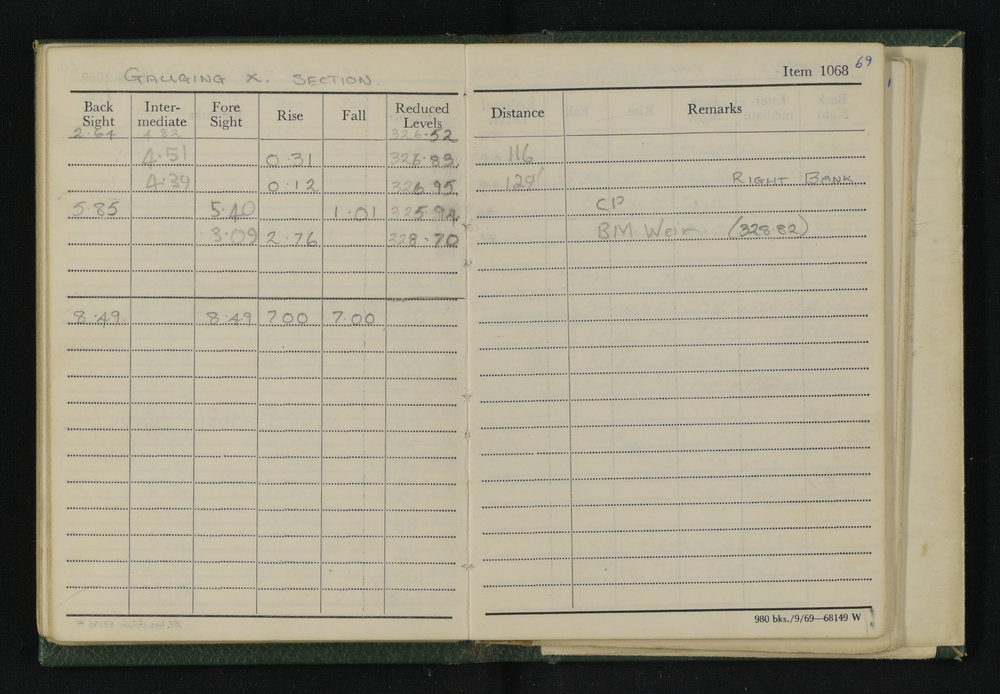 GAUGING X. SECTION.
Item 1068 69
Back Sight Inter-mediate Fore Sight Rise Fall Reduced Levels Distance Remarks
2.64 4.82 326.52
4.51 0.31 326.83 116
4.39 0.12 326.95 129' RIGHT BANK
5.85 5.40 1.01 325.94 CP
3.09 2.76 328.70 BM Weir (328.82)
8.49 8.49 7.00 7.00
980 bks./9/69—68149 W